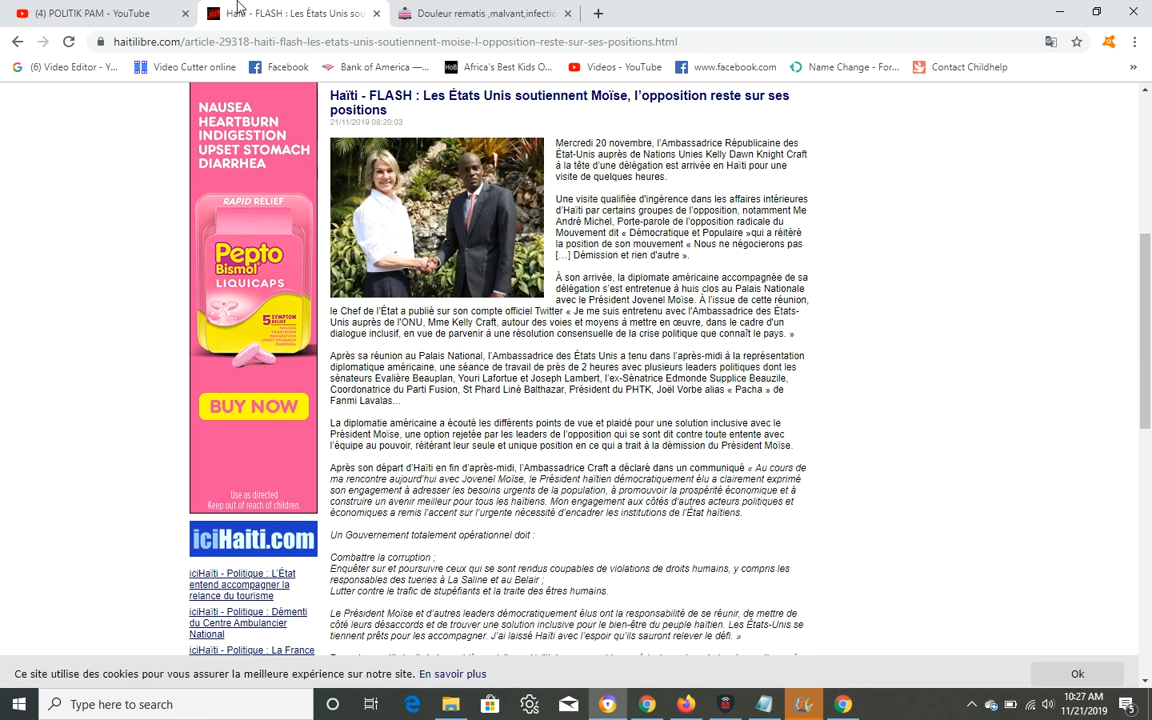 (4) POLITIK PAM - YouTube
Haïti - FLASH : Les États Unis sou
Douleur rematis ,malvant,infectio
haitilibre.com/article-29318-haiti-flash-les-etats-unis-soutiennent-moise-l-opposition-reste-sur-ses-positions.html
(6) Video Editor - Y...
Video Cutter online
Facebook
Bank of America —...
HoB
Africa's Best Kids O...
Videos - YouTube
www.facebook.com
Name Change - For...
Contact Childhelp
NAUSEA
HEARTBURN
INDIGESTION
UPSET STOMACH
DIARRHEA
RAPID RELIEF
Pepto
Bismol
LIQUICAPS
5 SYMPTOM
RELIEF
BUY NOW
Use as directed
Keep out of reach of children.
iciHaiti.com
iciHaïti - Politique : L'État
entend accompagner la
relance du tourisme
iciHaïti - Politique : Démenti
du Centre Ambulancier
National
iciHaïti - Politique : La France
Haïti - FLASH : Les États Unis soutiennent Moïse, l'opposition reste sur ses
positions
21/11/2019 08:20:03
Mercredi 20 novembre, l'Ambassadrice Républicaine des
État-Unis auprès de Nations Unies Kelly Dawn Knight Craft
à la tête d'une délégation est arrivée en Haïti pour une
visite de quelques heures.
Une visite qualifiée d'ingérence dans les affaires intérieures
d'Haïti par certains groupes de l'opposition, notamment Me
André Michel, Porte-parole de l'opposition radicale du
Mouvement dit « Démocratique et Populaire »qui a réitéré
la position de son mouvement « Nous ne négocierons pas
[…] Démission et rien d'autre ».
À son arrivée, la diplomate américaine accompagnée de sa
délégation s'est entretenue à huis clos au Palais Nationale
avec le Président Jovenel Moïse. À l'issue de cette réunion,
le Chef de l'État a publié sur son compte officiel Twitter « Je me suis entretenu avec l'Ambassadrice des États-
Unis auprès de l'ONU, Mme Kelly Craft, autour des voies et moyens à mettre en œuvre, dans le cadre d'un
dialogue inclusif, en vue de parvenir à une résolution consensuelle de la crise politique que connaît le pays. »
Après sa réunion au Palais National, l'Ambassadrice des États Unis a tenu dans l'après-midi à la représentation
diplomatique américaine, une séance de travail de près de 2 heures avec plusieurs leaders politiques dont les
sénateurs Evalière Beauplan, Youri Lafortue et Joseph Lambert, l'ex-Sénatrice Edmonde Supplice Beauzile,
Coordonatrice du Parti Fusion, St Phard Liné Balthazar, Président du PHTK, Joël Vorbe alias « Pacha » de
Fanmi Lavalas...
La diplomatie américaine a écouté les différents points de vue et plaidé pour une solution inclusive avec le
Président Moïse, une option rejetée par les leaders de l'opposition qui se sont dit contre toute entente avec
l'équipe au pouvoir, réitérant leur seule et unique position en ce qui a trait à la démission du Président Moïse.
Après son départ d'Haïti en fin d'après-midi, l'Ambassadrice Craft a déclaré dans un communiqué « Au cours de
ma rencontre aujourd'hui avec Jovenel Moïse, le Président haïtien démocratiquement élu a clairement exprimé
son engagement à adresser les besoins urgents de la population, à promouvoir la prospérité économique et à
construire un avenir meilleur pour tous les haïtiens. Mon engagement aux côtés d'autres acteurs politiques et
économiques a remis l'accent sur l'urgente nécessité d'encadrer les institutions de l'État haïtiens.
Un Gouvernement totalement opérationnel doit :
Combattre la corruption ;
Enquêter sur et poursuivre ceux qui se sont rendus coupables de violations de droits humains, y compris les
responsables des tueries à La Saline et au Belair ;
Lutter contre le trafic de stupéfiants et la traite des êtres humains.
Le Président Moïse et d'autres leaders démocratiquement élus ont la responsabilité de se réunir, de mettre de
côté leurs désaccords et de trouver une solution inclusive pour le bien-être du peuple haïtien. Les États-Unis se
tiennent prêts pour les accompagner. J'ai laissé Haïti avec l'espoir qu'ils sauront relever le défi. »
Ce site utilise des cookies pour vous assurer la meilleure expérience sur notre site. En savoir plus
Ok
Type here to search
10:27 AM
11/21/2019
5